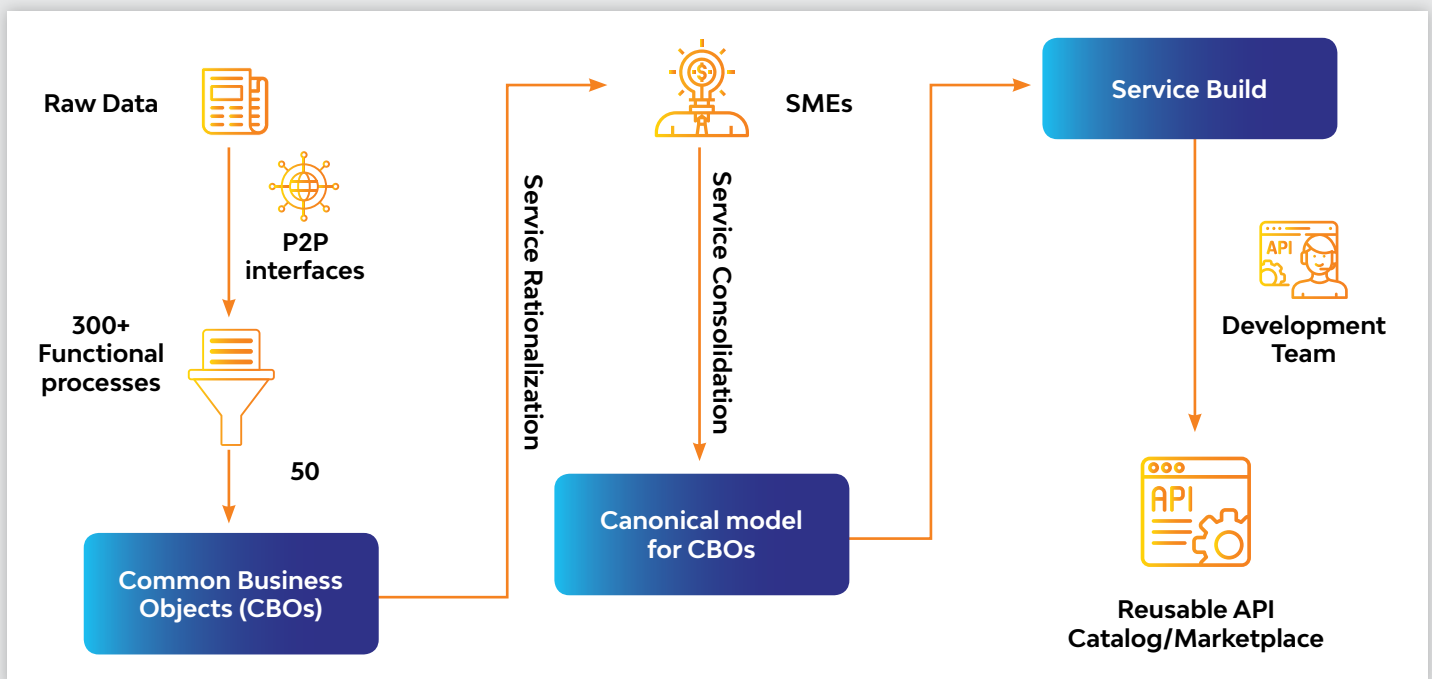 Raw Data
P2P
interfaces
300+
Functional
processes
50
Common Business
Objects (CBOs)
Service Rationalization
SMEs
Service Consolidation
Canonical model
for CBOs
Service Build
API
Development
Team
API
Reusable API
Catalog/Marketplace